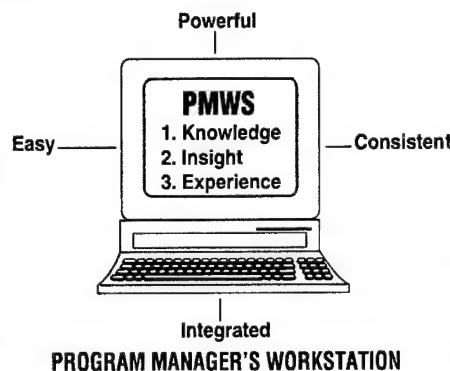 Powerful
PMWS
1. Knowledge
Easy
2. Insight
Consistent
3. Experience
Integrated
PROGRAM MANAGER'S WORKSTATION